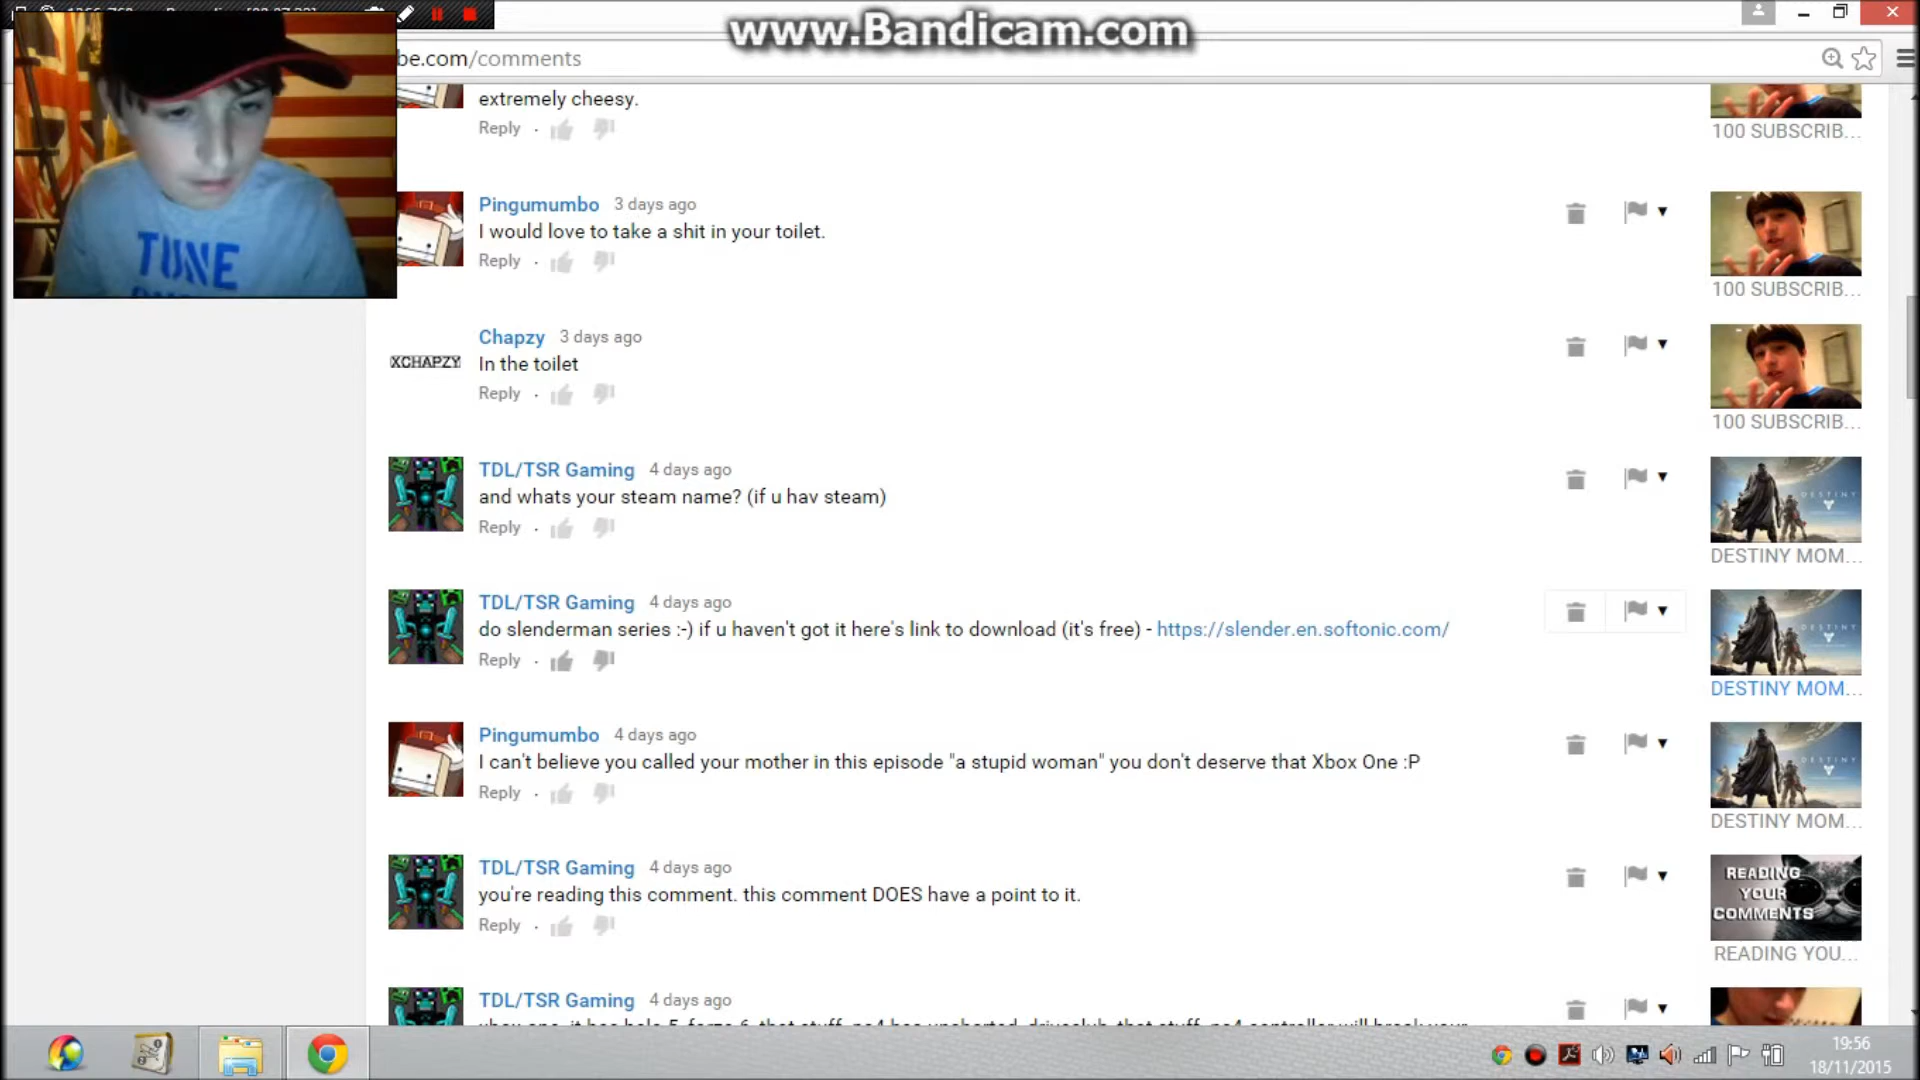 www.Bandicam.com
be.com/comments
extremely cheesy.
Reply
100 SUBSCRIB...
TUNE
Pingumumbo 3 days ago
I would love to take a shit in your toilet.
Reply
100 SUBSCRIB...
XCHAPZY
Chapzy 3 days ago
In the toilet
Reply
100 SUBSCRIB...
TDL/TSR Gaming 4 days ago
and whats your steam name? (if u hav steam)
Reply
DESTINY
DESTINY MOM...
TDL/TSR Gaming 4 days ago
do slenderman series :-) if u haven't got it here's link to download (it's free) - https://slender.en.softonic.com/
Reply
DESTINY
DESTINY MOM...
Pingumumbo 4 days ago
I can't believe you called your mother in this episode "a stupid woman" you don't deserve that Xbox One :P
Reply
DESTINY
DESTINY MOM...
TDL/TSR Gaming 4 days ago
you're reading this comment. this comment DOES have a point to it.
Reply
READING
YOUR
COMMENTS
READING YOU...
TDL/TSR Gaming 4 days ago
19:56
18/11/2015